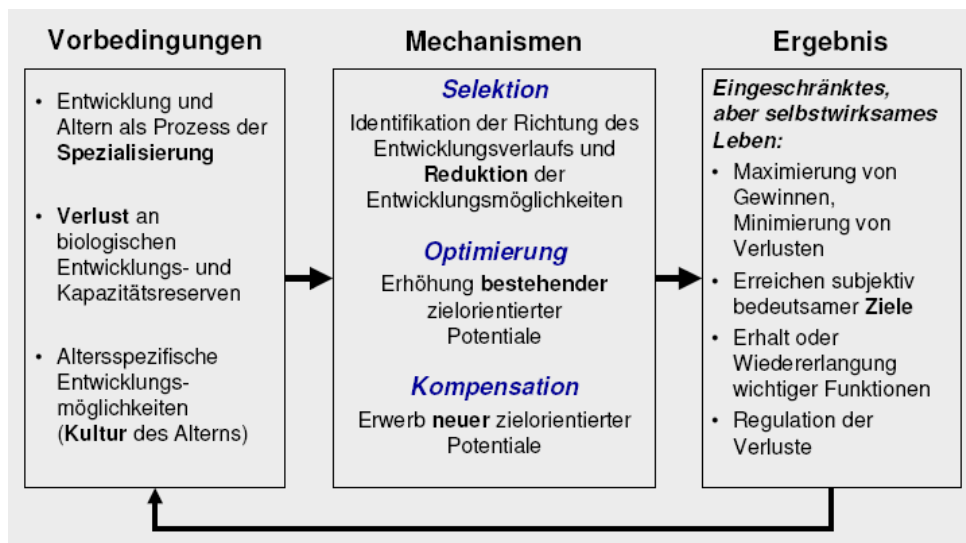 Vorbedingungen
• Entwicklung und
Altern als Prozess der
Spezialisierung
• Verlust an
biologischen
Entwicklungs- und
Kapazitätsreserven
• Altersspezifische
Entwicklungs-
möglichkeiten
(Kultur des Alterns)
Mechanismen
Selektion
Identifikation der Richtung des
Entwicklungsverlaufs und
Reduktion der
Entwicklungsmöglichkeiten
Optimierung
Erhöhung bestehender
zielorientierter
Potentiale
Kompensation
Erwerb neuer zielorientierter
Potentiale
Ergebnis
Eingeschränktes,
aber selbstwirksames
Leben:
• Maximierung von
Gewinnen,
Minimierung von
Verlusten
• Erreichen subjektiv
bedeutsamer Ziele
• Erhalt oder
Wiedererlangung
wichtiger Funktionen
• Regulation der
Verluste